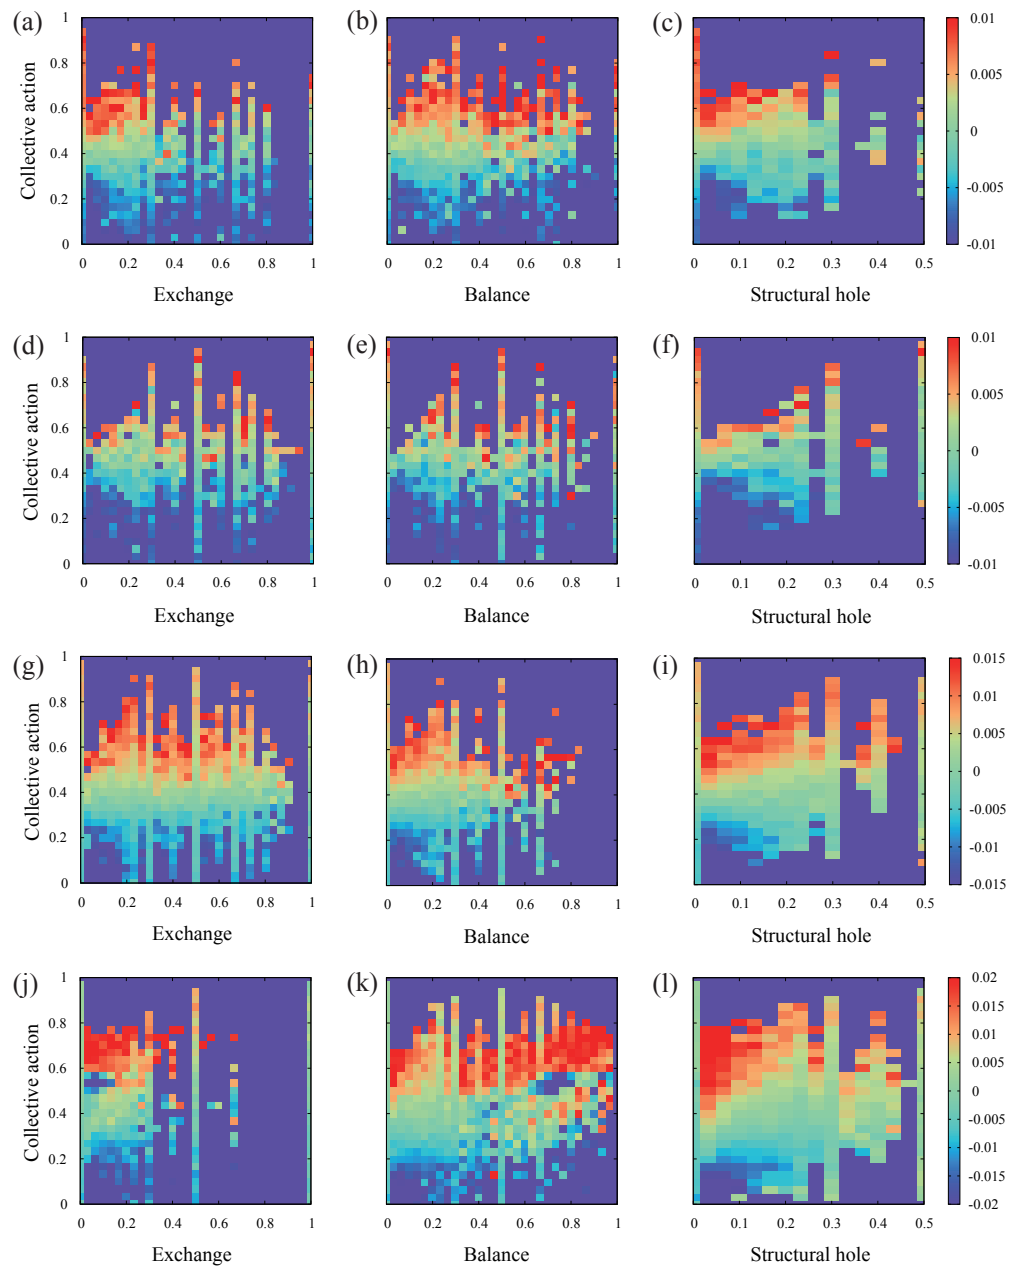 (a) (b) (c)
1 0.8 0.6 0.4 0.2 0
Collective action
0 0.2 0.4 0.6 0.8 1
Exchange
0 0.2 0.4 0.6 0.8 1
Balance
0 0.1 0.2 0.3 0.4 0.5
Structural hole
0.01 0.005 0 -0.005 -0.01
(d) (e) (f)
1 0.8 0.6 0.4 0.2 0
Collective action
0 0.2 0.4 0.6 0.8 1
Exchange
0 0.2 0.4 0.6 0.8 1
Balance
0 0.1 0.2 0.3 0.4 0.5
Structural hole
0.01 0.005 0 -0.005 -0.01
(g) (h) (i)
1 0.8 0.6 0.4 0.2 0
Collective action
0 0.2 0.4 0.6 0.8 1
Exchange
0 0.2 0.4 0.6 0.8 1
Balance
0 0.1 0.2 0.3 0.4 0.5
Structural hole
0.015 0.01 0.005 0 -0.005 -0.01 -0.015
(j) (k) (l)
1 0.8 0.6 0.4 0.2 0
Collective action
0 0.2 0.4 0.6 0.8 1
Exchange
0 0.2 0.4 0.6 0.8 1
Balance
0 0.1 0.2 0.3 0.4 0.5
Structural hole
0.02 0.015 0.01 0.005 0 -0.005 -0.01 -0.015 -0.02